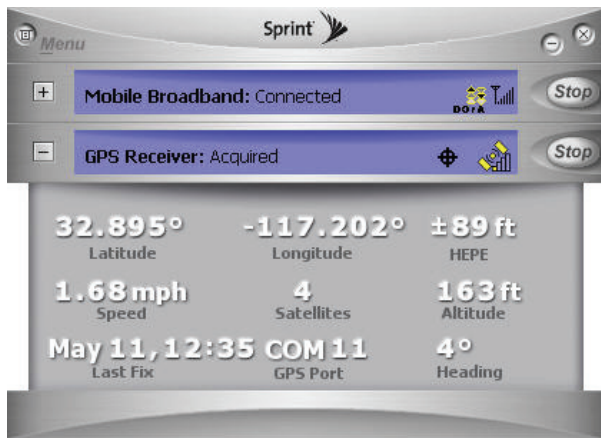 Menu
Sprint
Mobile Broadband: Connected
DOrA
Stop
GPS Receiver: Acquired
Stop
32.895° -117.202° ±89 ft
Latitude Longitude HEPE
1.68 mph 4 163 ft
Speed Satellites Altitude
May 11, 12:35 COM 11 4°
Last Fix GPS Port Heading